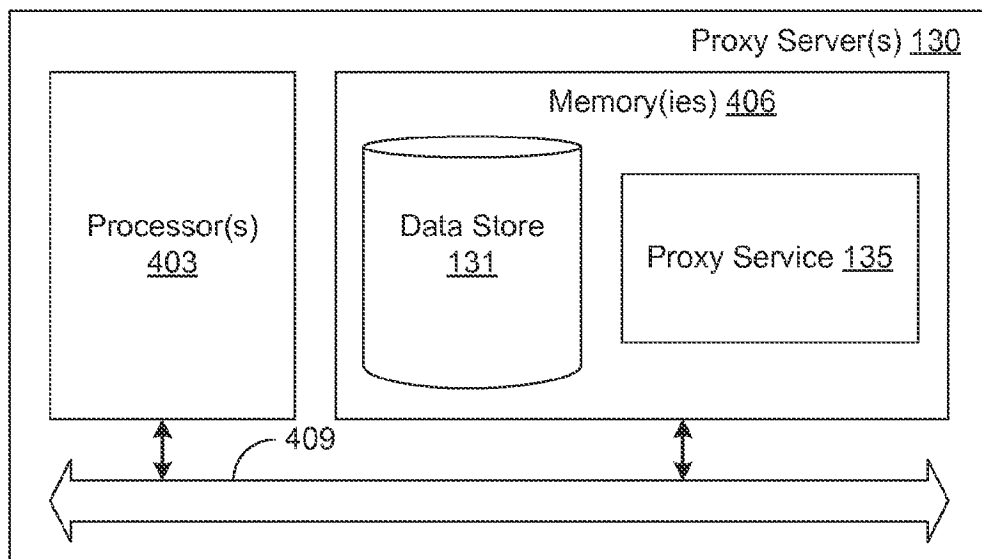 Proxy Server(s) 130
Memory(ies) 406
Processor(s)
403
Data Store
131
Proxy Service 135
409